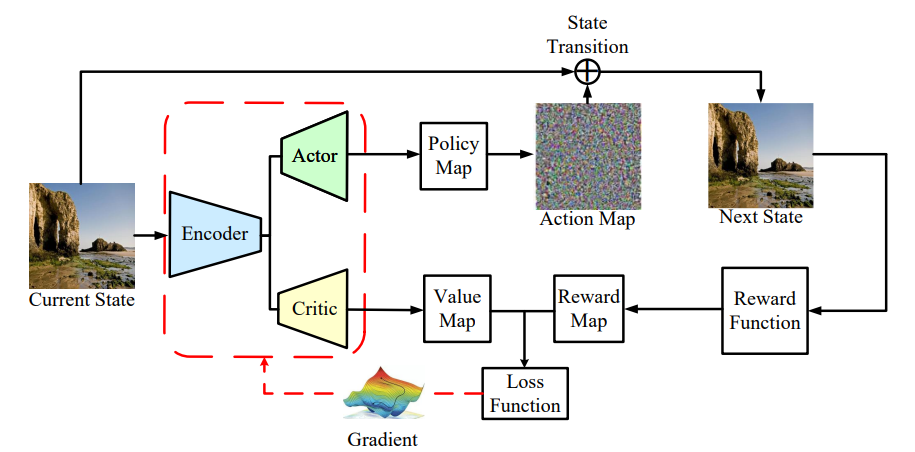 State
Transition
Actor
Policy
Map
Action Map
Next State
Encoder
Current State
Critic
Value
Map
Reward
Map
Reward
Function
Loss
Function
Gradient